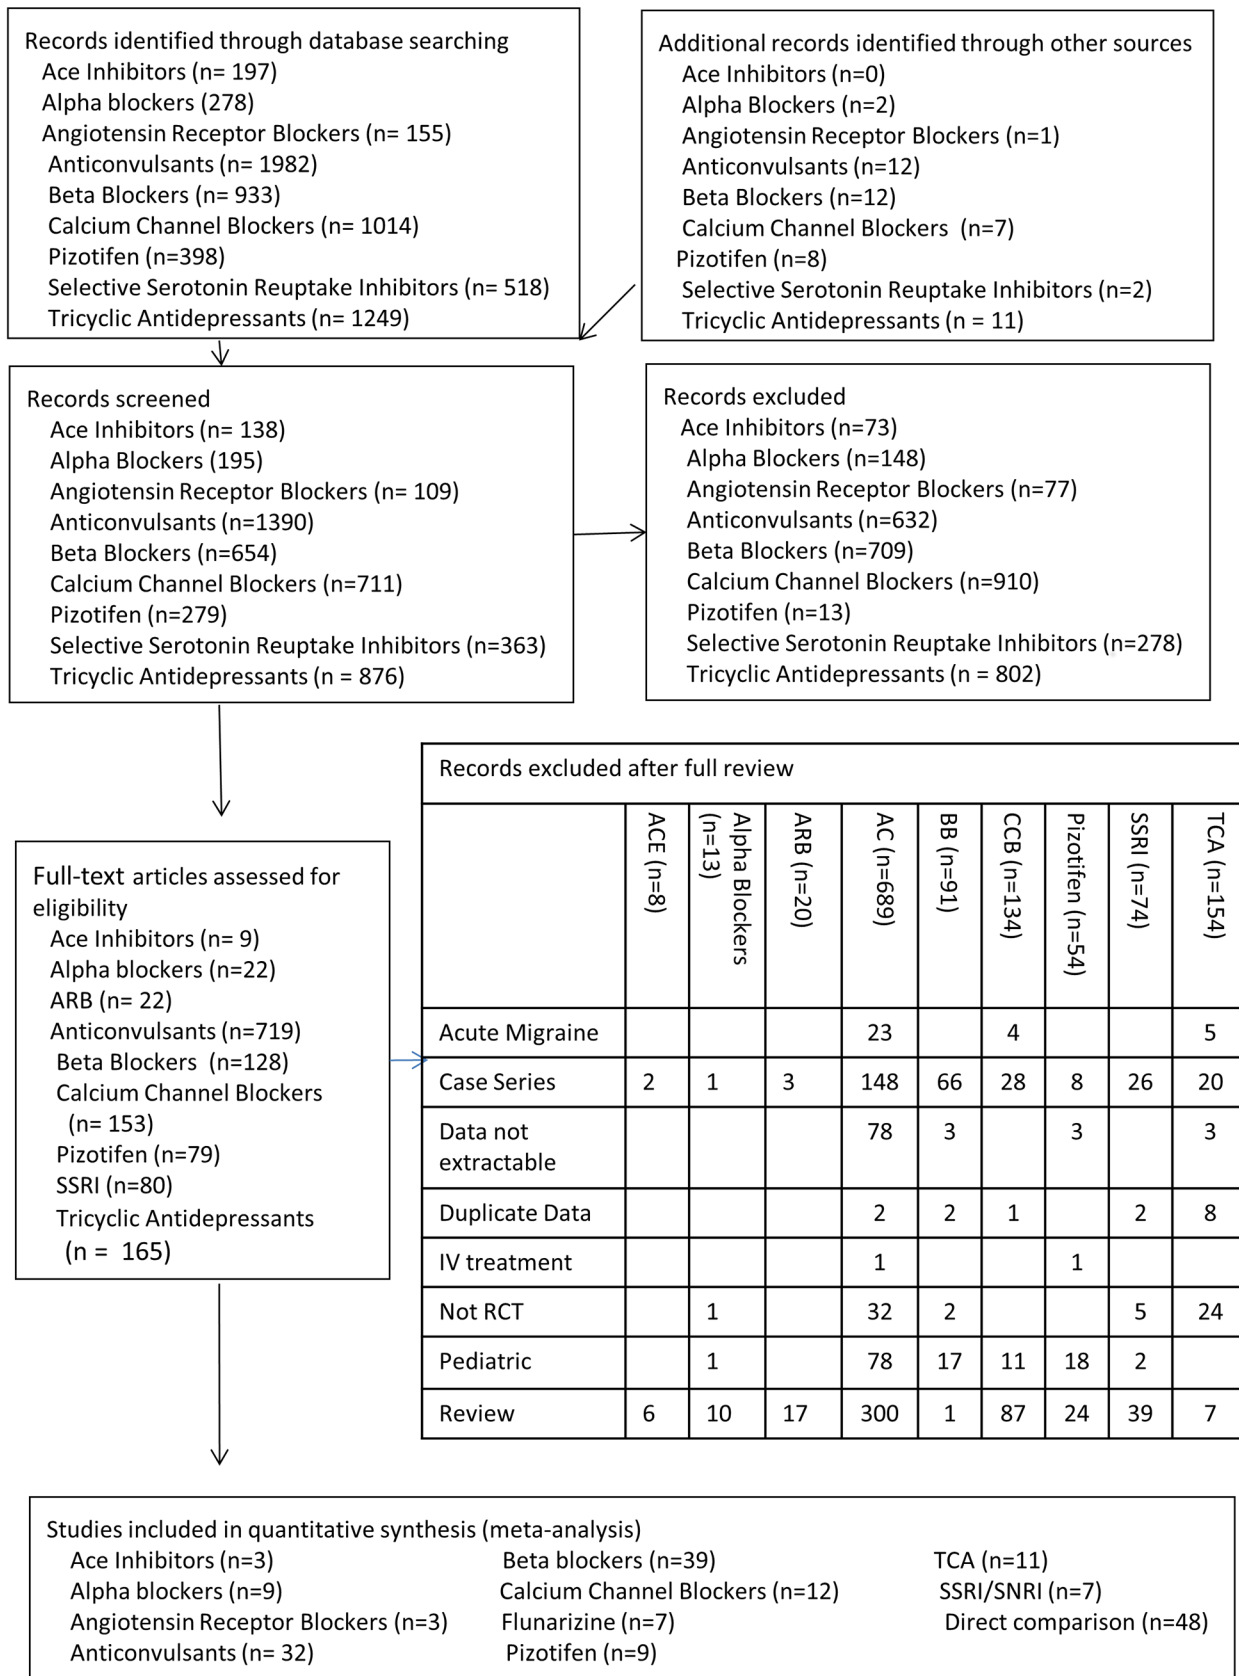 Records identified through database searching
Ace Inhibitors (n= 197)
Alpha blockers (278)
Angiotensin Receptor Blockers (n= 155)
Anticonvulsants (n= 1982)
Beta Blockers (n= 933)
Calcium Channel Blockers (n= 1014)
Pizotifen (n=398)
Selective Serotonin Reuptake Inhibitors (n= 518)
Tricyclic Antidepressants (n= 1249)
Additional records identified through other sources
Ace Inhibitors (n=0)
Alpha Blockers (n=2)
Angiotensin Receptor Blockers (n=1)
Anticonvulsants (n=12)
Beta Blockers (n=12)
Calcium Channel Blockers (n=7)
Pizotifen (n=8)
Selective Serotonin Reuptake Inhibitors (n=2)
Tricyclic Antidepressants (n = 11)
Records screened
Ace Inhibitors (n= 138)
Alpha Blockers (195)
Angiotensin Receptor Blockers (n= 109)
Anticonvulsants (n=1390)
Beta Blockers (n=654)
Calcium Channel Blockers (n=711)
Pizotifen (n=279)
Selective Serotonin Reuptake Inhibitors (n=363)
Tricyclic Antidepressants (n = 876)
Records excluded
Ace Inhibitors (n=73)
Alpha Blockers (n=148)
Angiotensin Receptor Blockers (n=77)
Anticonvulsants (n=632)
Beta Blockers (n=709)
Calcium Channel Blockers (n=910)
Pizotifen (n=13)
Selective Serotonin Reuptake Inhibitors (n=278)
Tricyclic Antidepressants (n = 802)
Full-text articles assessed for
eligibility
Ace Inhibitors (n= 9)
Alpha blockers (n=22)
ARB (n= 22)
Anticonvulsants (n=719)
Beta Blockers (n=128)
Calcium Channel Blockers
(n= 153)
Pizotifen (n=79)
SSRI (n=80)
Tricyclic Antidepressants
(n = 165)
Records excluded after full review
ACE (n=8)
Alpha Blockers
(n=13)
ARB (n=20)
AC (n=689)
BB (n=91)
CCB (n=134)
Pizotifen (n=54)
SSRI (n=74)
TCA (n=154)
Acute Migraine 23 4 5
Case Series 2 1 3 148 66 28 8 26 20
Data not
extractable 78 3 3 3
Duplicate Data 2 2 1 2 8
IV treatment 1 1
Not RCT 1 32 2 5 24
Pediatric 1 78 17 11 18 2
Review 6 10 17 300 1 87 24 39 7
Studies included in quantitative synthesis (meta-analysis)
Ace Inhibitors (n=3)
Alpha blockers (n=9)
Angiotensin Receptor Blockers (n=3)
Anticonvulsants (n= 32)
Beta blockers (n=39)
Calcium Channel Blockers (n=12)
Flunarizine (n=7)
Pizotifen (n=9)
TCA (n=11)
SSRI/SNRI (n=7)
Direct comparison (n=48)